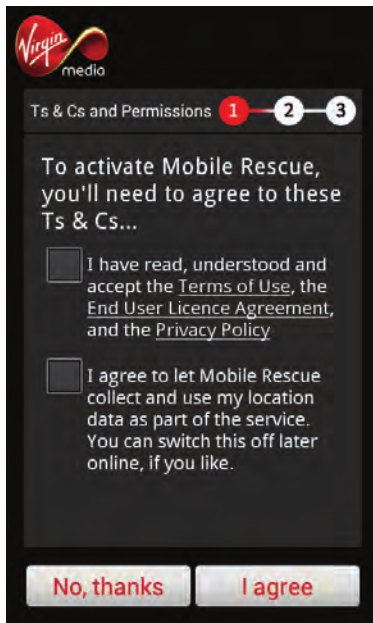 Virgin
media
Ts & Cs and Permissions 1 2 3
To activate Mobile Rescue,
you'll need to agree to these
Ts & Cs...
I have read, understood and
accept the Terms of Use, the
End User Licence Agreement,
and the Privacy Policy
I agree to let Mobile Rescue
collect and use my location
data as part of the service.
You can switch this off later
online, if you like.
No, thanks I agree